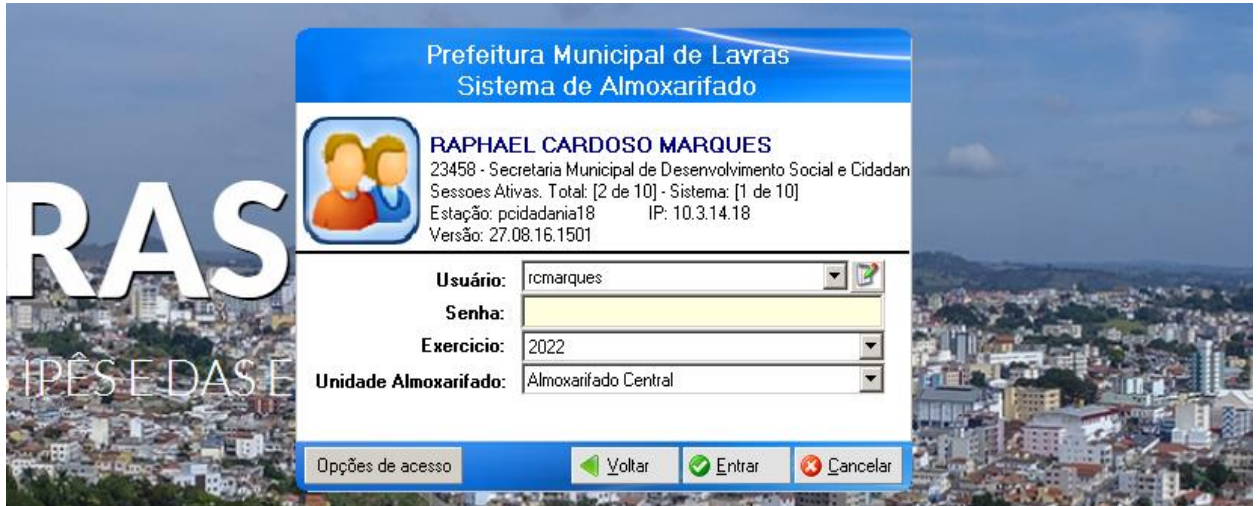 Prefeitura Municipal de Lavras
Sistema de Almoxarifado
RAPHAEL CARDOSO MARQUES
23458 - Secretaria Municipal de Desenvolvimento Social e Cidadan
Sessoes Ativas. Total: [2 de 10] - Sistema: [1 de 10]
Estação: pcidadania18 IP: 10.3.14.18
Versão: 27.08.16.1501
RAS
Usuário: rcmarques
Senha:
Exercicio: 2022
IPÊS E DAS E
Unidade Almoxarifado: Almoxarifado Central
Opções de acesso Voltar Entrar Cancelar